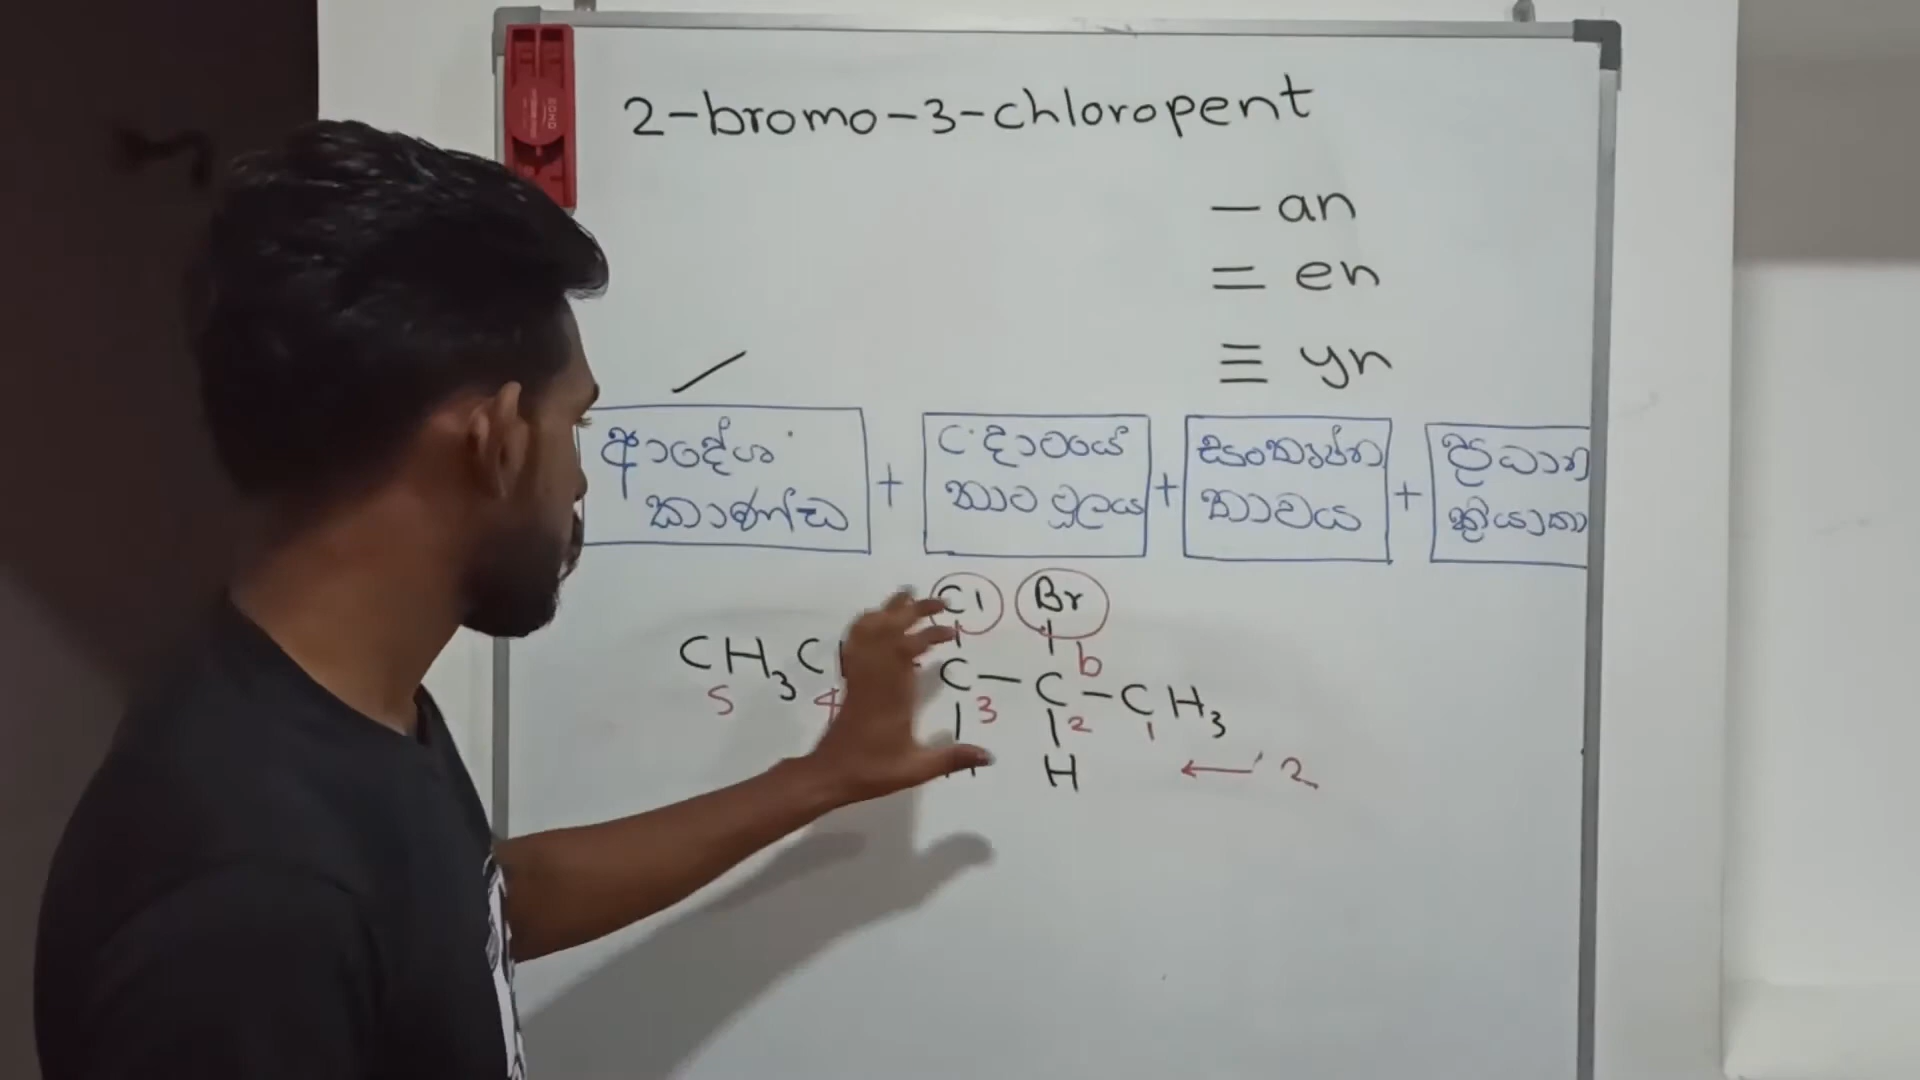 2-bromo-3-chloropent
— an
= en
≡ yn
ආදේශ කාණ්ඩ + C දාමයේ කාට මූලය + සංතෘප්ත තාවය + ප්‍රධාන ක්‍රියාකා
Cl Br
CH₃C C — C — CH₃
5 4 3 2 1
b
H
← 2